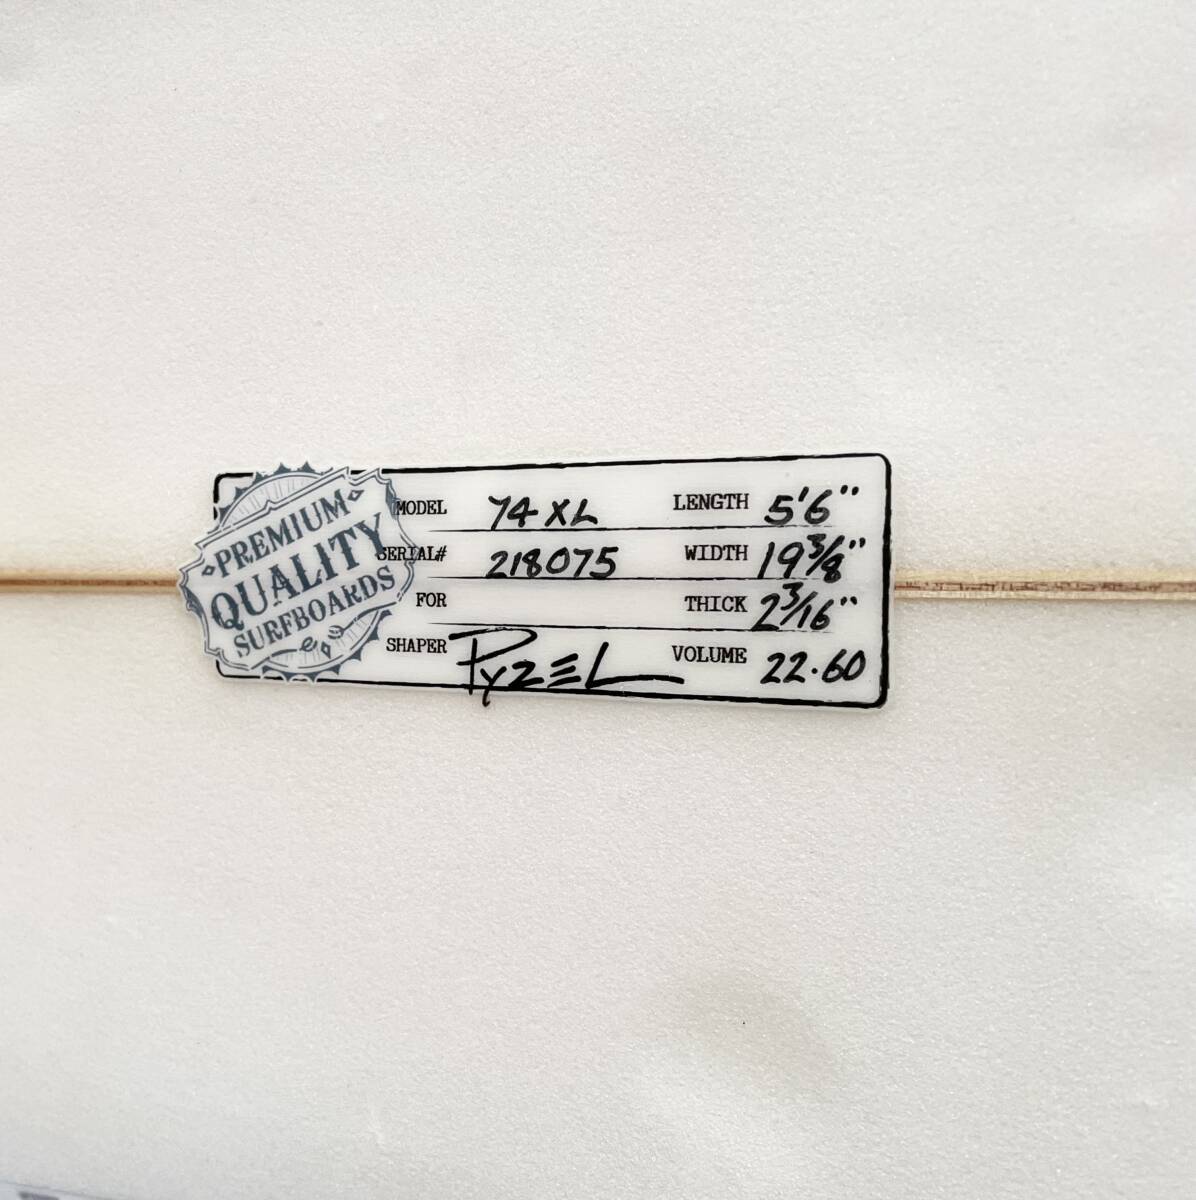 PREMIUM
QUALITY
SURFBOARDS
MODEL 74 XL LENGTH 5'6"
SERIAL# 218075 WIDTH 19 3/8"
FOR THICK 2 3/16"
SHAPER PYZEL VOLUME 22.60